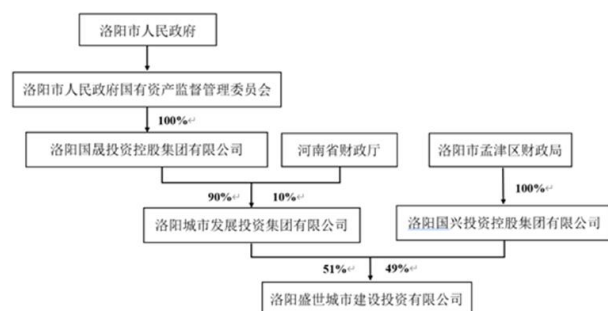 洛阳市人民政府
洛阳市人民政府国有资产监督管理委员会
100%
洛阳国晟投资控股集团有限公司
河南省财政厅
洛阳市孟津区财政局
90%
10%
100%
洛阳城市发展投资集团有限公司
洛阳国兴投资控股集团有限公司
51%
49%
洛阳盛世城市建设投资有限公司